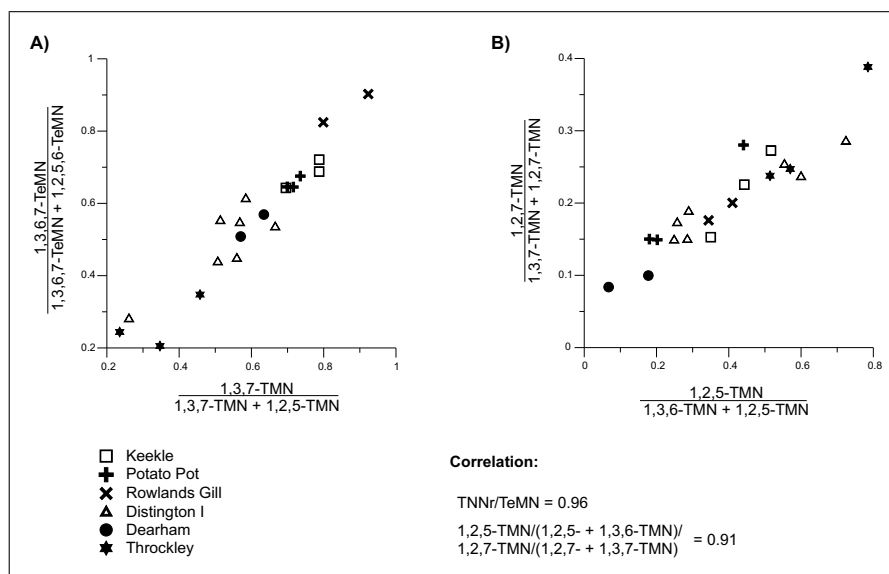 A)
1,3,6,7-TeMN
1,3,6,7-TeMN + 1,2,5,6-TeMN
1
0.8
0.6
0.4
0.2
0.2
0.4
0.6
0.8
1
1,3,7-TMN
1,3,7-TMN + 1,2,5-TMN
B)
1,2,7-TMN
1,3,7-TMN + 1,2,7-TMN
0.4
0.3
0.2
0.1
0
0
0.2
0.4
0.6
0.8
1,2,5-TMN
1,3,6-TMN + 1,2,5-TMN
Keekle
Potato Pot
Rowlands Gill
Distington I
Dearham
Throckley
Correlation:
TNNr/TeMN = 0.96
1,2,5-TMN/(1,2,5- + 1,3,6-TMN)/
1,2,7-TMN/(1,2,7- + 1,3,7-TMN) = 0.91